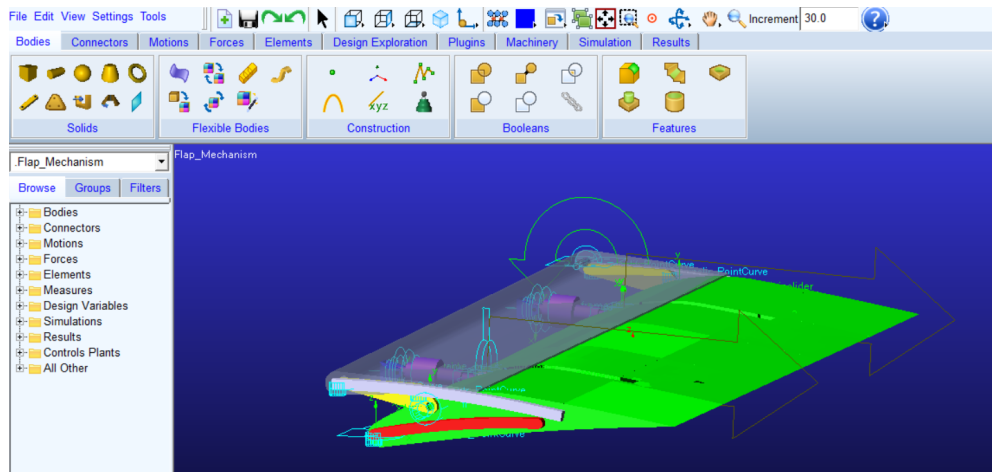 File Edit View Settings Tools
Increment 30.0
Bodies Connectors Motions Forces Elements Design Exploration Plugins Machinery Simulation Results
xyz
Solids Flexible Bodies Construction Booleans Features
.Flap_Mechanism
Flap_Mechanism
Browse Groups Filters
Bodies
Connectors
Motions
Forces
Elements
Measures
Design Variables
Simulations
Results
Controls Plants
All Other
PointCurve